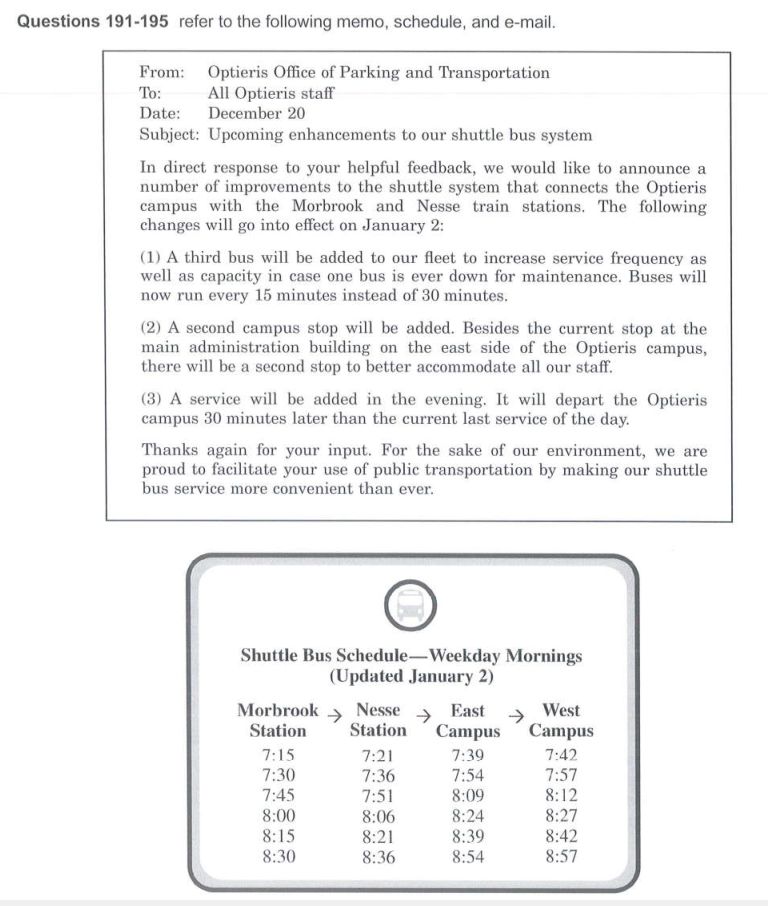 Questions 191-195 refer to the following memo, schedule, and e-mail.
From: Optieris Office of Parking and Transportation
To: All Optieris staff
Date: December 20
Subject: Upcoming enhancements to our shuttle bus system
In direct response to your helpful feedback, we would like to announce a
number of improvements to the shuttle system that connects the Optieris
campus with the Morbrook and Nesse train stations. The following
changes will go into effect on January 2:
(1) A third bus will be added to our fleet to increase service frequency as
well as capacity in case one bus is ever down for maintenance. Buses will
now run every 15 minutes instead of 30 minutes.
(2) A second campus stop will be added. Besides the current stop at the
main administration building on the east side of the Optieris campus,
there will be a second stop to better accommodate all our staff.
(3) A service will be added in the evening. It will depart the Optieris
campus 30 minutes later than the current last service of the day.
Thanks again for your input. For the sake of our environment, we are
proud to facilitate your use of public transportation by making our shuttle
bus service more convenient than ever.
Shuttle Bus Schedule—Weekday Mornings
(Updated January 2)
Morbrook → Nesse → East → West
Station Station Campus Campus
7:15 7:21 7:39 7:42
7:30 7:36 7:54 7:57
7:45 7:51 8:09 8:12
8:00 8:06 8:24 8:27
8:15 8:21 8:39 8:42
8:30 8:36 8:54 8:57